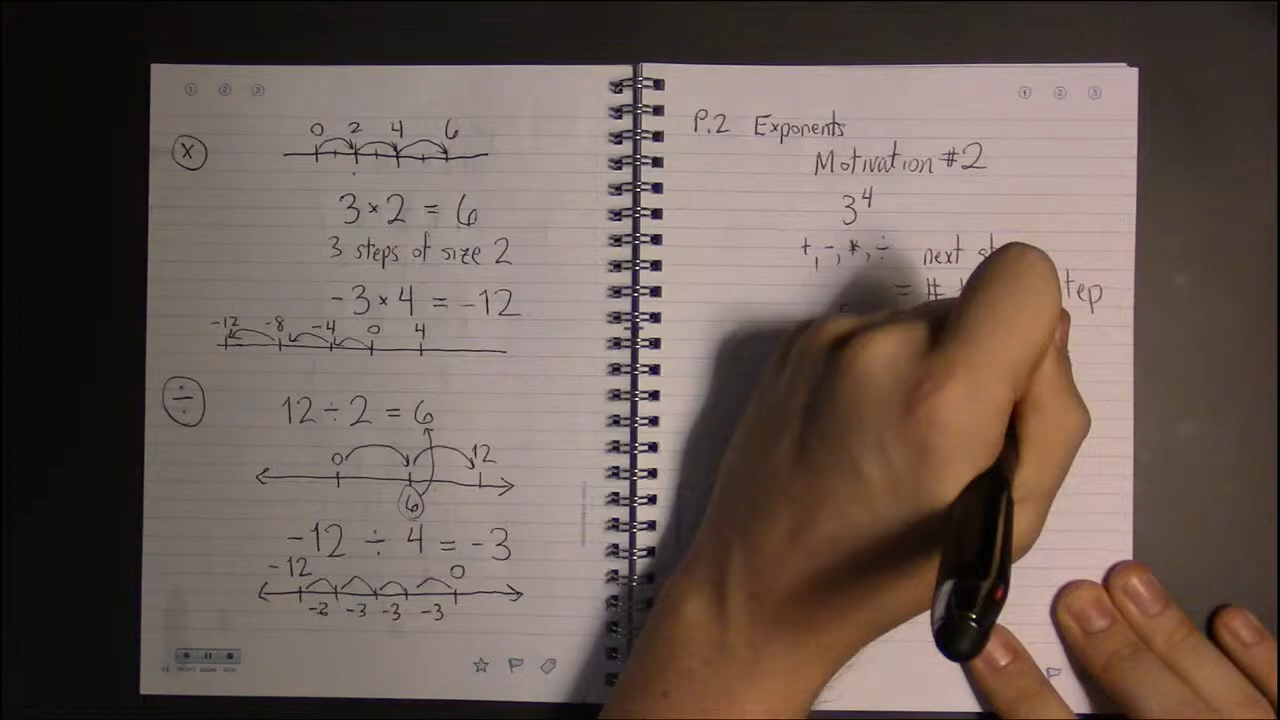 0 2 4 6
×
3 × 2 = 6
3 steps of size 2
-3 × 4 = -12
-12 -8 -4 0 4
÷
12 ÷ 2 = 6
0 12
6
-12 ÷ 4 = -3
-12 0
-3 -3 -3 -3
P.2 Exponents
Motivation #2
3^4
+, -, *, ÷ next
= #